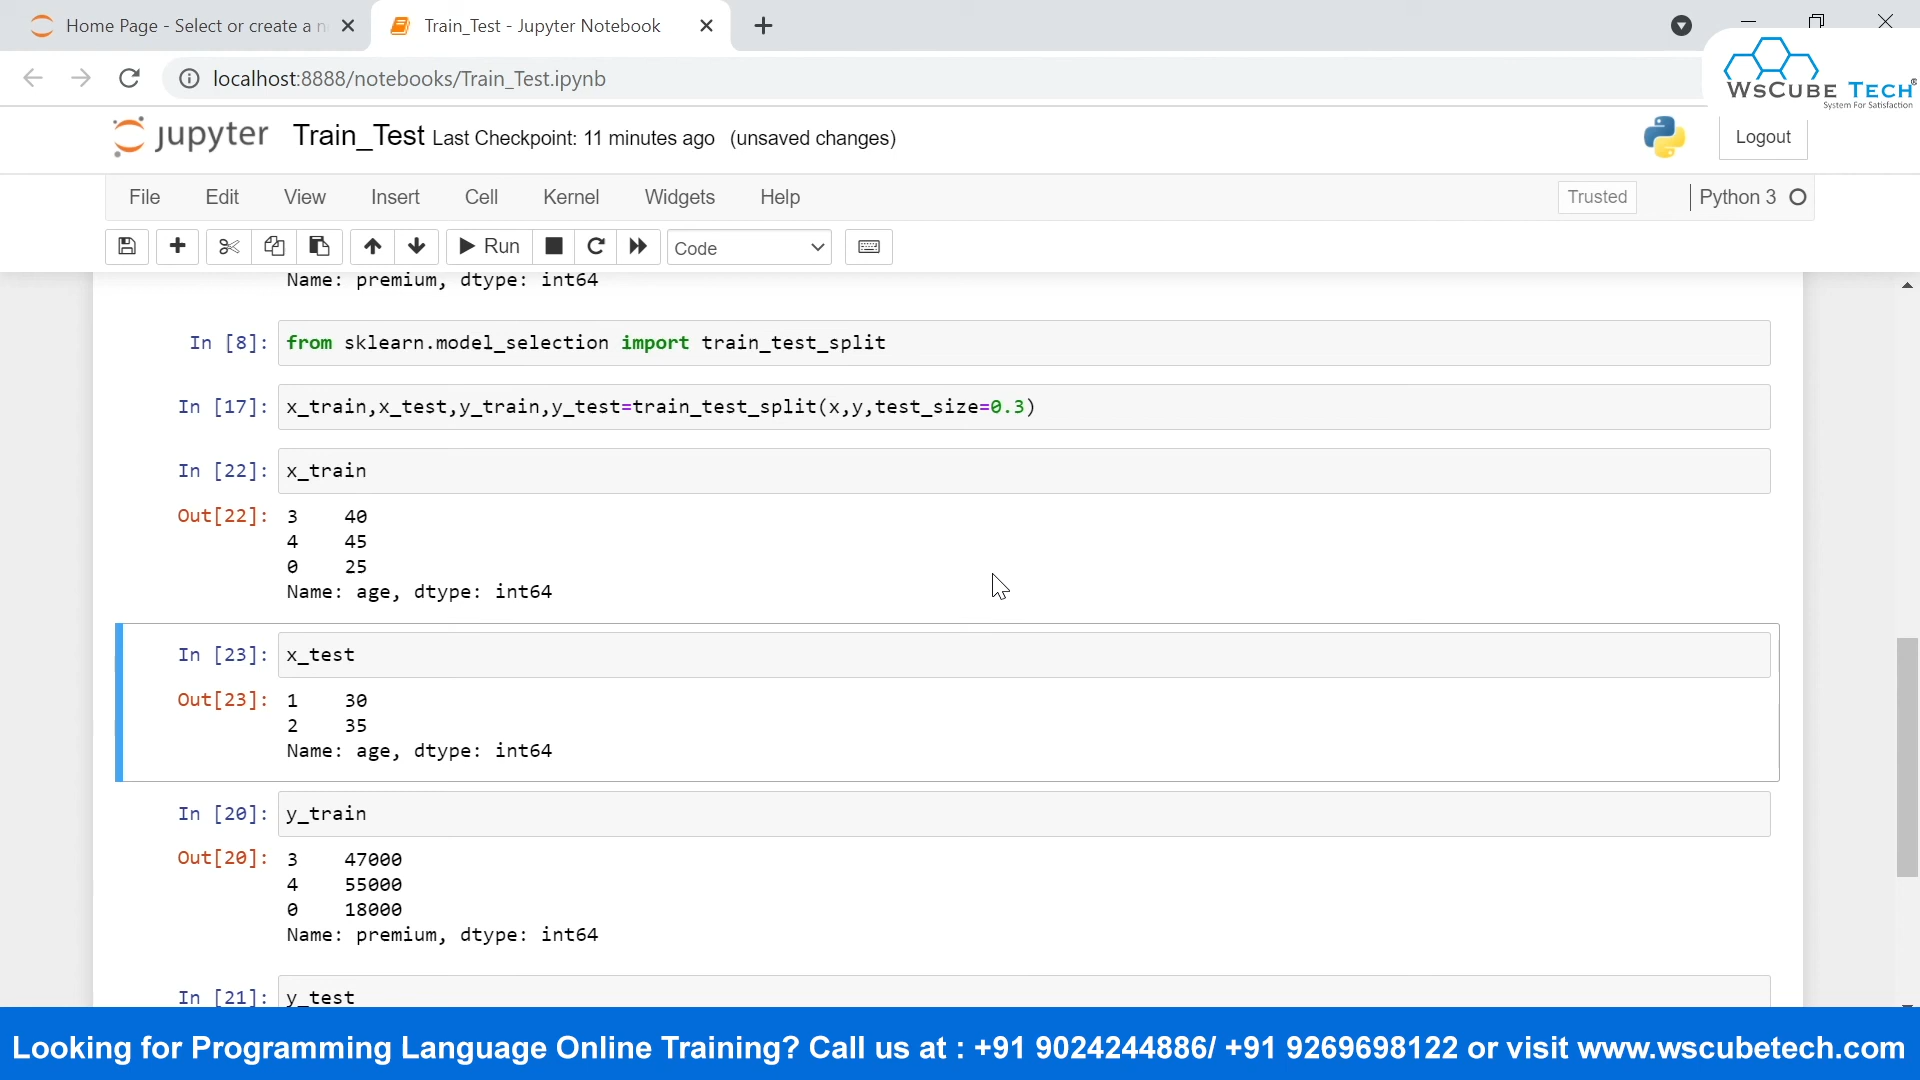 Home Page - Select or create a n
Train_Test - Jupyter Notebook
localhost:8888/notebooks/Train_Test.ipynb
WSCUBE TECH
System For Satisfaction
jupyter Train_Test Last Checkpoint: 11 minutes ago (unsaved changes)
Logout
File Edit View Insert Cell Kernel Widgets Help
Trusted
Python 3
Run
Code
Name: premium, dtype: int64
In [8]: from sklearn.model_selection import train_test_split
In [17]: x_train,x_test,y_train,y_test=train_test_split(x,y,test_size=0.3)
In [22]: x_train
Out[22]: 3 40
4 45
0 25
Name: age, dtype: int64
In [23]: x_test
Out[23]: 1 30
2 35
Name: age, dtype: int64
In [20]: y_train
Out[20]: 3 47000
4 55000
0 18000
Name: premium, dtype: int64
In [21]: y_test
Looking for Programming Language Online Training? Call us at : +91 9024244886/ +91 9269698122 or visit www.wscubetech.com